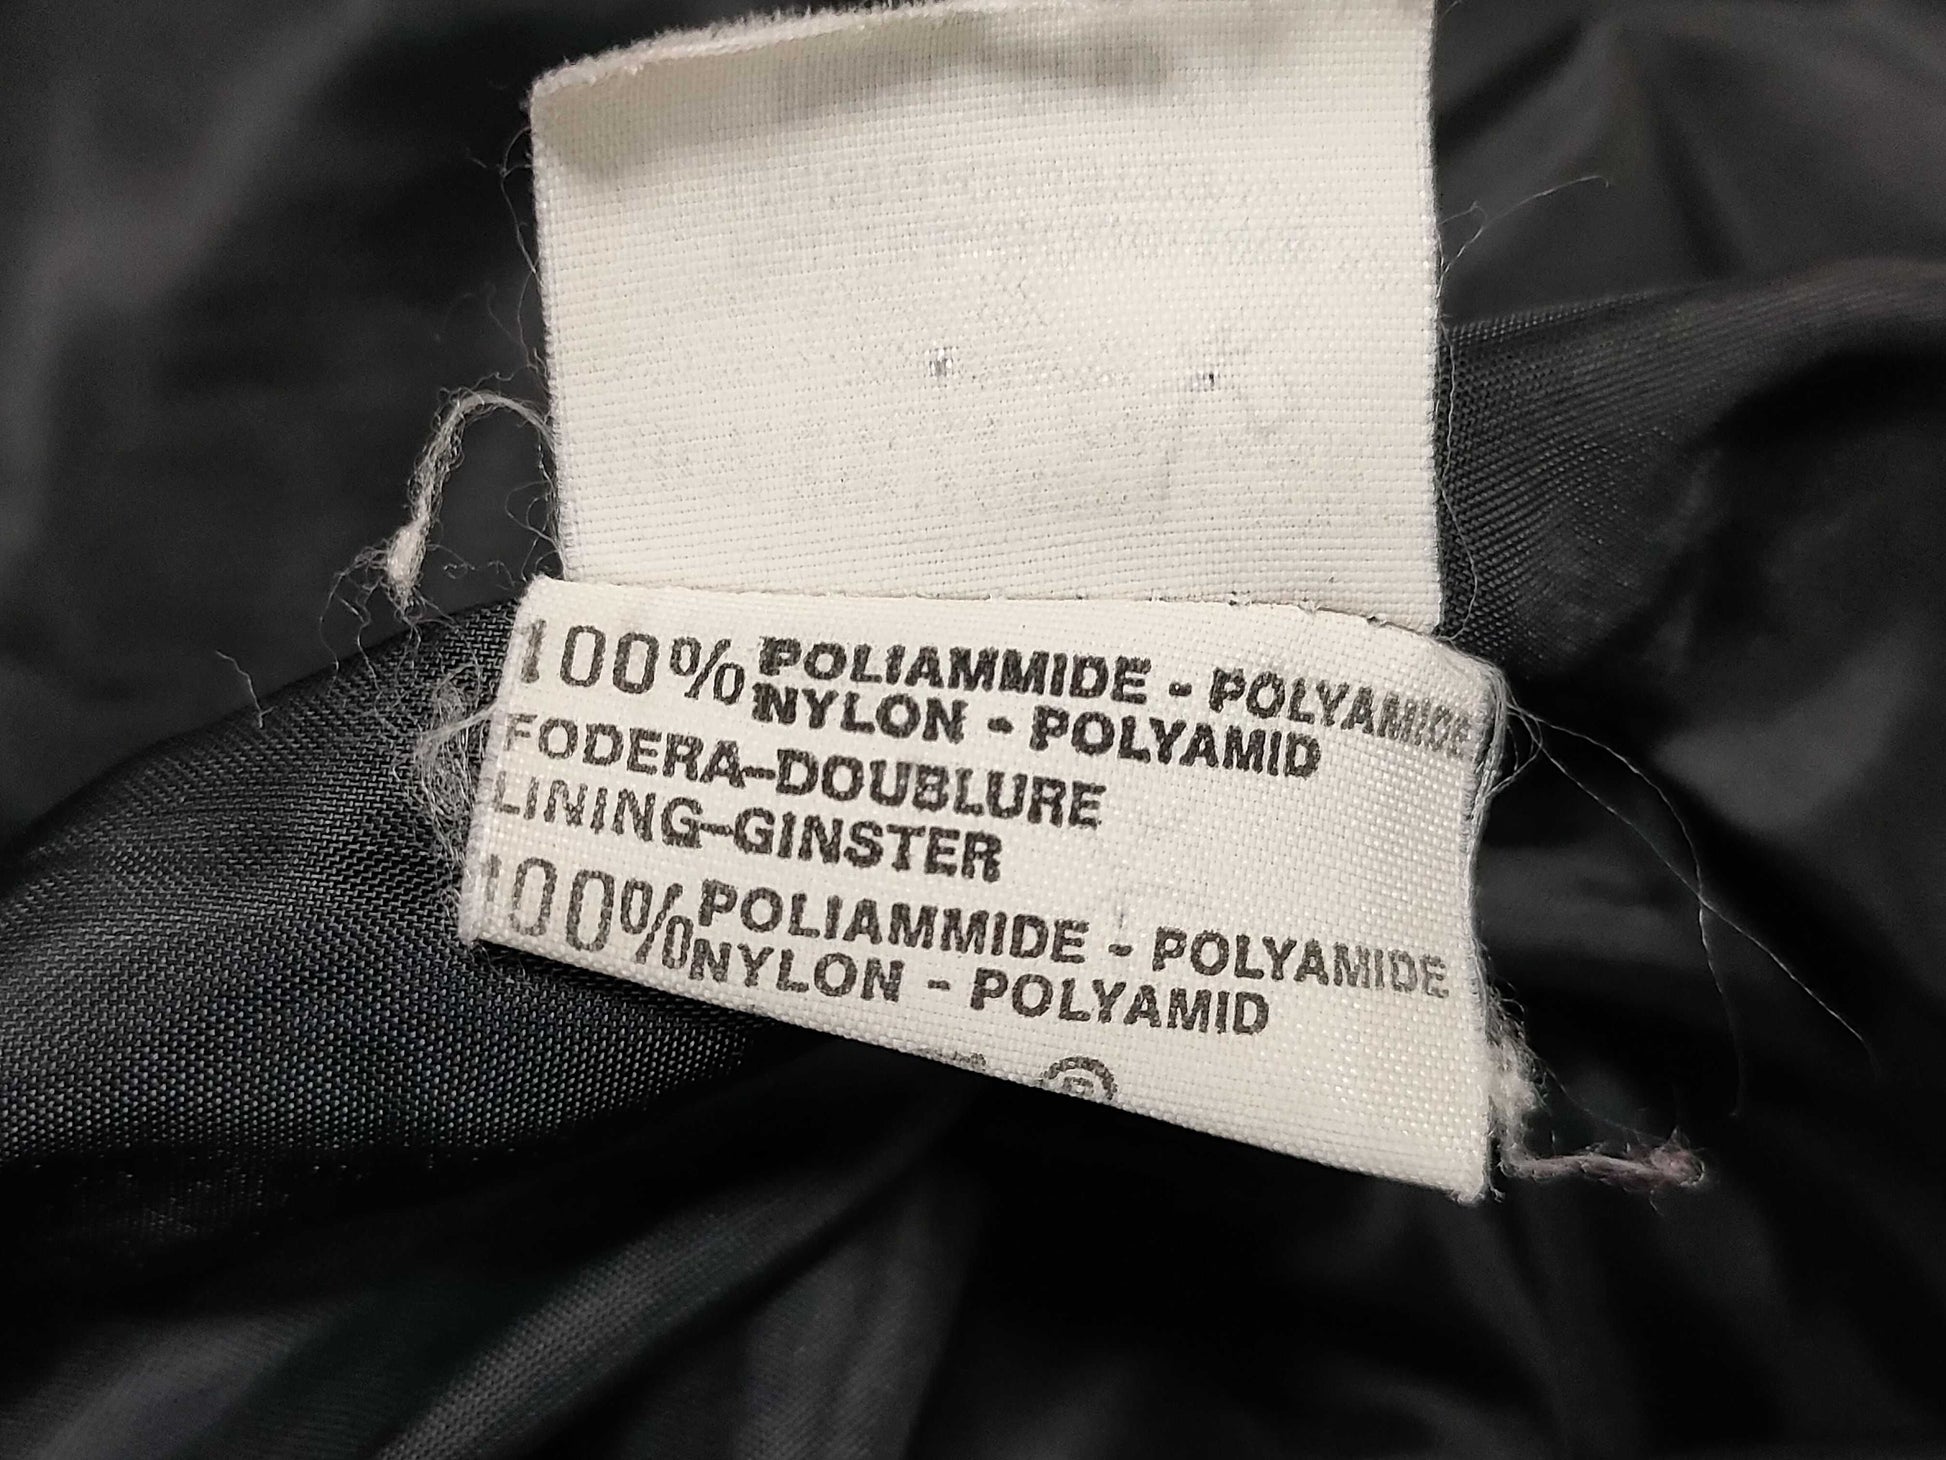 100% POLIAMMIDE - POLYAMIDE
NYLON - POLYAMID
FODERA-DOUBLURE
LINING-GINSTER
100% POLIAMMIDE - POLYAMIDE
NYLON - POLYAMID